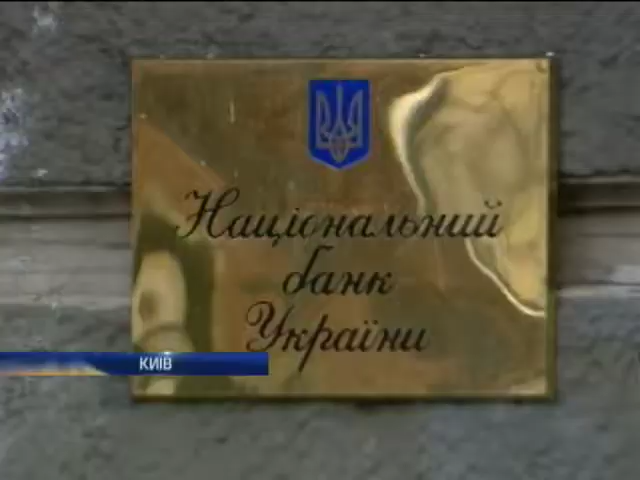 Національний
банк
України
КИЇВ